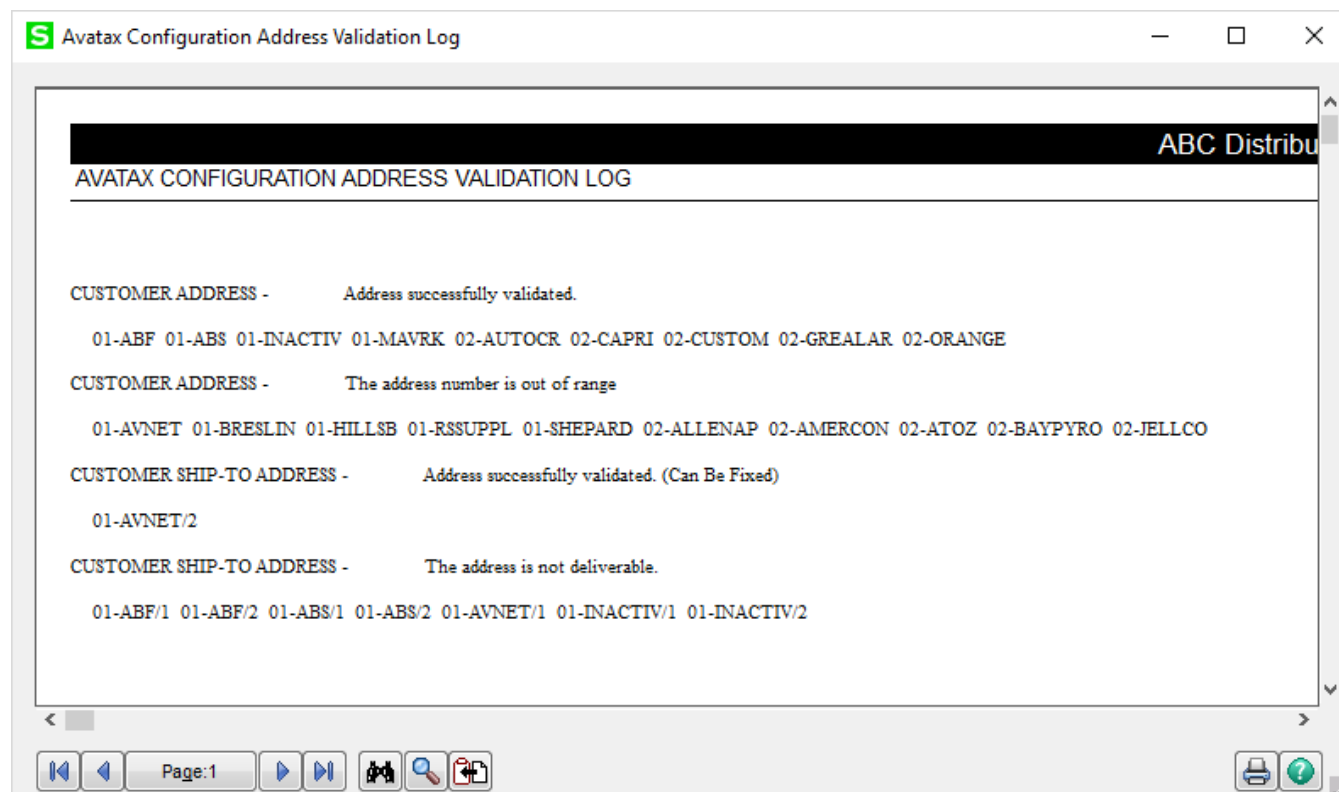 S Avatax Configuration Address Validation Log
ABC Distribu
AVATAX CONFIGURATION ADDRESS VALIDATION LOG
CUSTOMER ADDRESS - Address successfully validated.
01-ABF 01-ABS 01-INACTIV 01-MAVRK 02-AUTOCR 02-CAPRI 02-CUSTOM 02-GREALAR 02-ORANGE
CUSTOMER ADDRESS - The address number is out of range
01-AVNET 01-BRESLIN 01-HILLSB 01-RSSUPPL 01-SHEPARD 02-ALLENAP 02-AMERCON 02-ATOZ 02-BAYPYRO 02-JELLCO
CUSTOMER SHIP-TO ADDRESS - Address successfully validated. (Can Be Fixed)
01-AVNET/2
CUSTOMER SHIP-TO ADDRESS - The address is not deliverable.
01-ABF/1 01-ABF/2 01-ABS/1 01-ABS/2 01-AVNET/1 01-INACTIV/1 01-INACTIV/2
Page:1